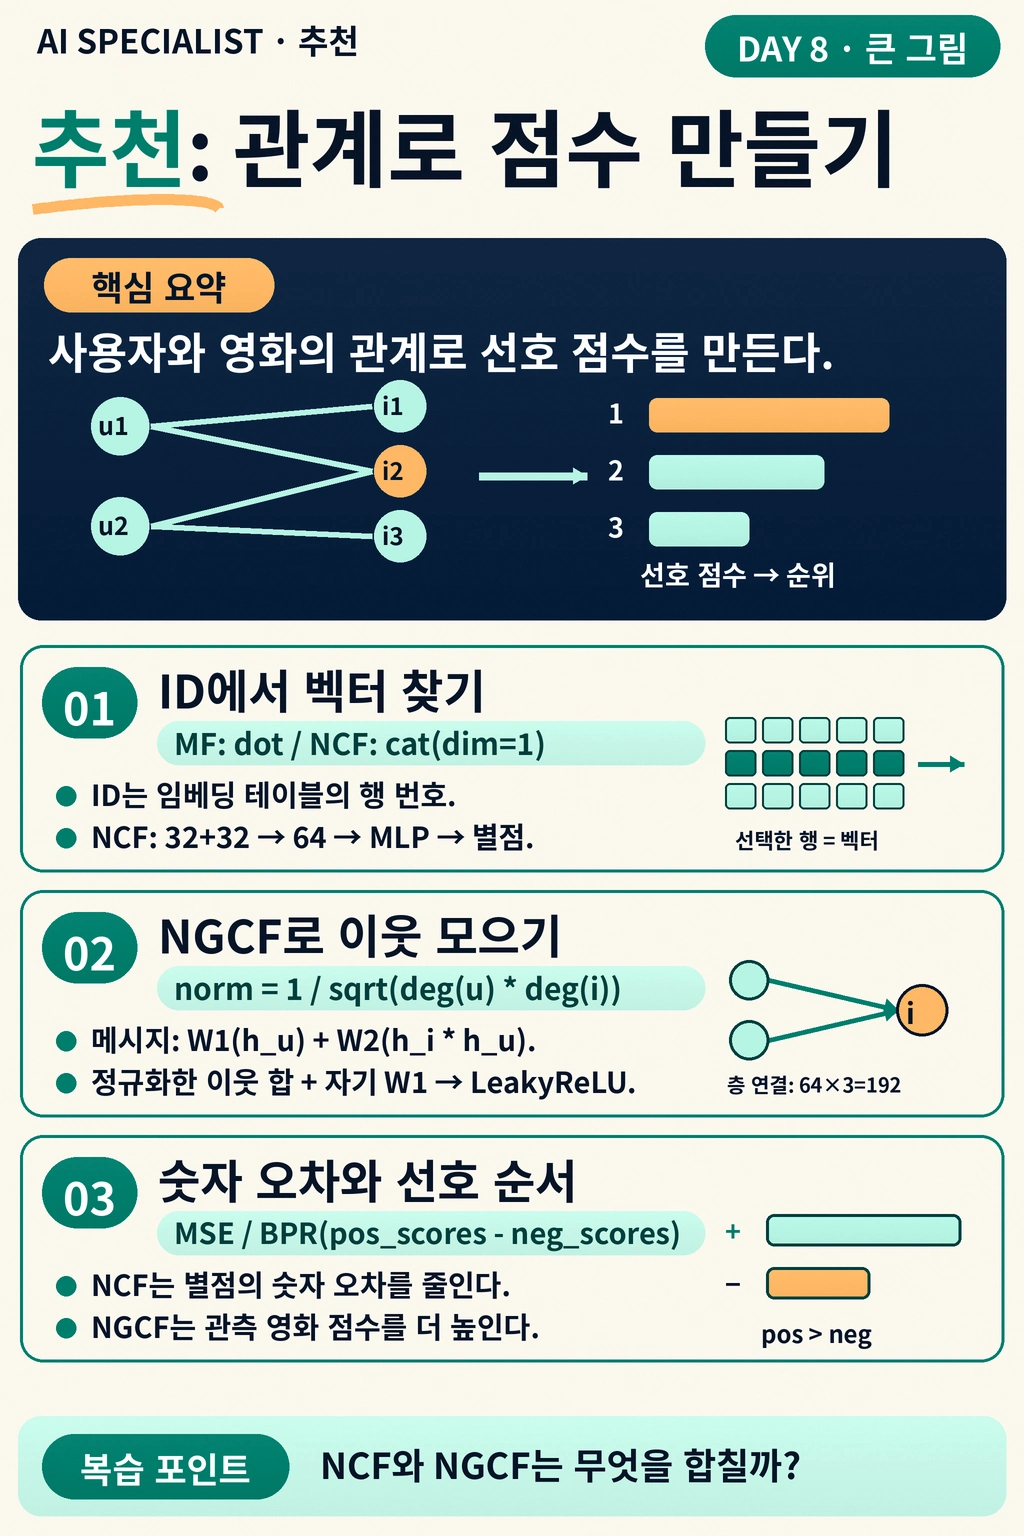 AI SPECIALIST · 추천
DAY 8 · 큰 그림
추천: 관계로 점수 만들기
핵심 요약
사용자와 영화의 관계로 선호 점수를 만든다.
u1
u2
i1
i2
i3
1
2
3
선호 점수 → 순위
01
ID에서 벡터 찾기
MF: dot / NCF: cat(dim=1)
ID는 임베딩 테이블의 행 번호.
NCF: 32+32 → 64 → MLP → 별점.
선택한 행 = 벡터
02
NGCF로 이웃 모으기
norm = 1 / sqrt(deg(u) * deg(i))
메시지: W1(h_u) + W2(h_i * h_u).
정규화한 이웃 합 + 자기 W1 → LeakyReLU.
i
층 연결: 64×3=192
03
숫자 오차와 선호 순서
MSE / BPR(pos_scores - neg_scores)
NCF는 별점의 숫자 오차를 줄인다.
NGCF는 관측 영화 점수를 더 높인다.
+
−
pos > neg
복습 포인트
NCF와 NGCF는 무엇을 합칠까?